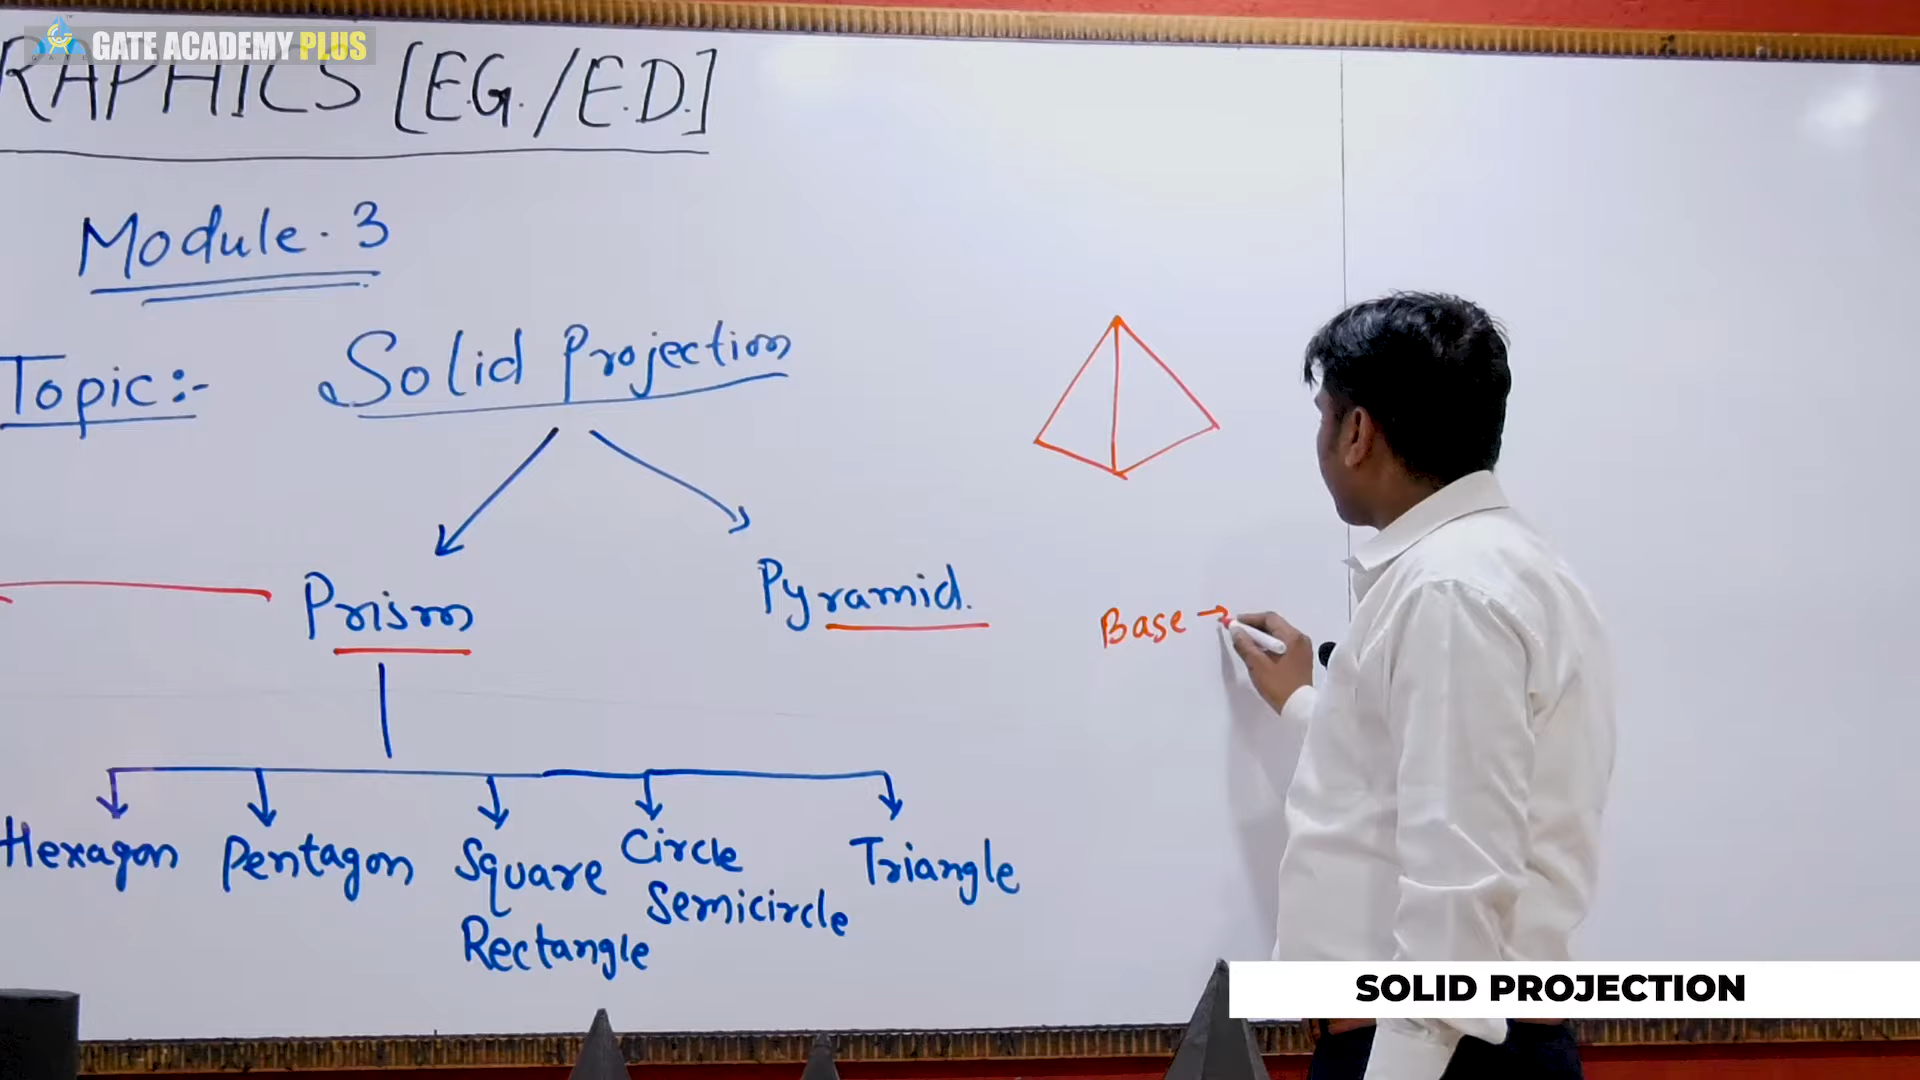 GATE ACADEMY PLUS
RAPHICS [E.G./E.D.]
Module.3
Topic:- Solid Projection
Prism
Pyramid.
Base →
Hexagon
Pentagon
Square
Rectangle
Circle
Semicircle
Triangle
SOLID PROJECTION